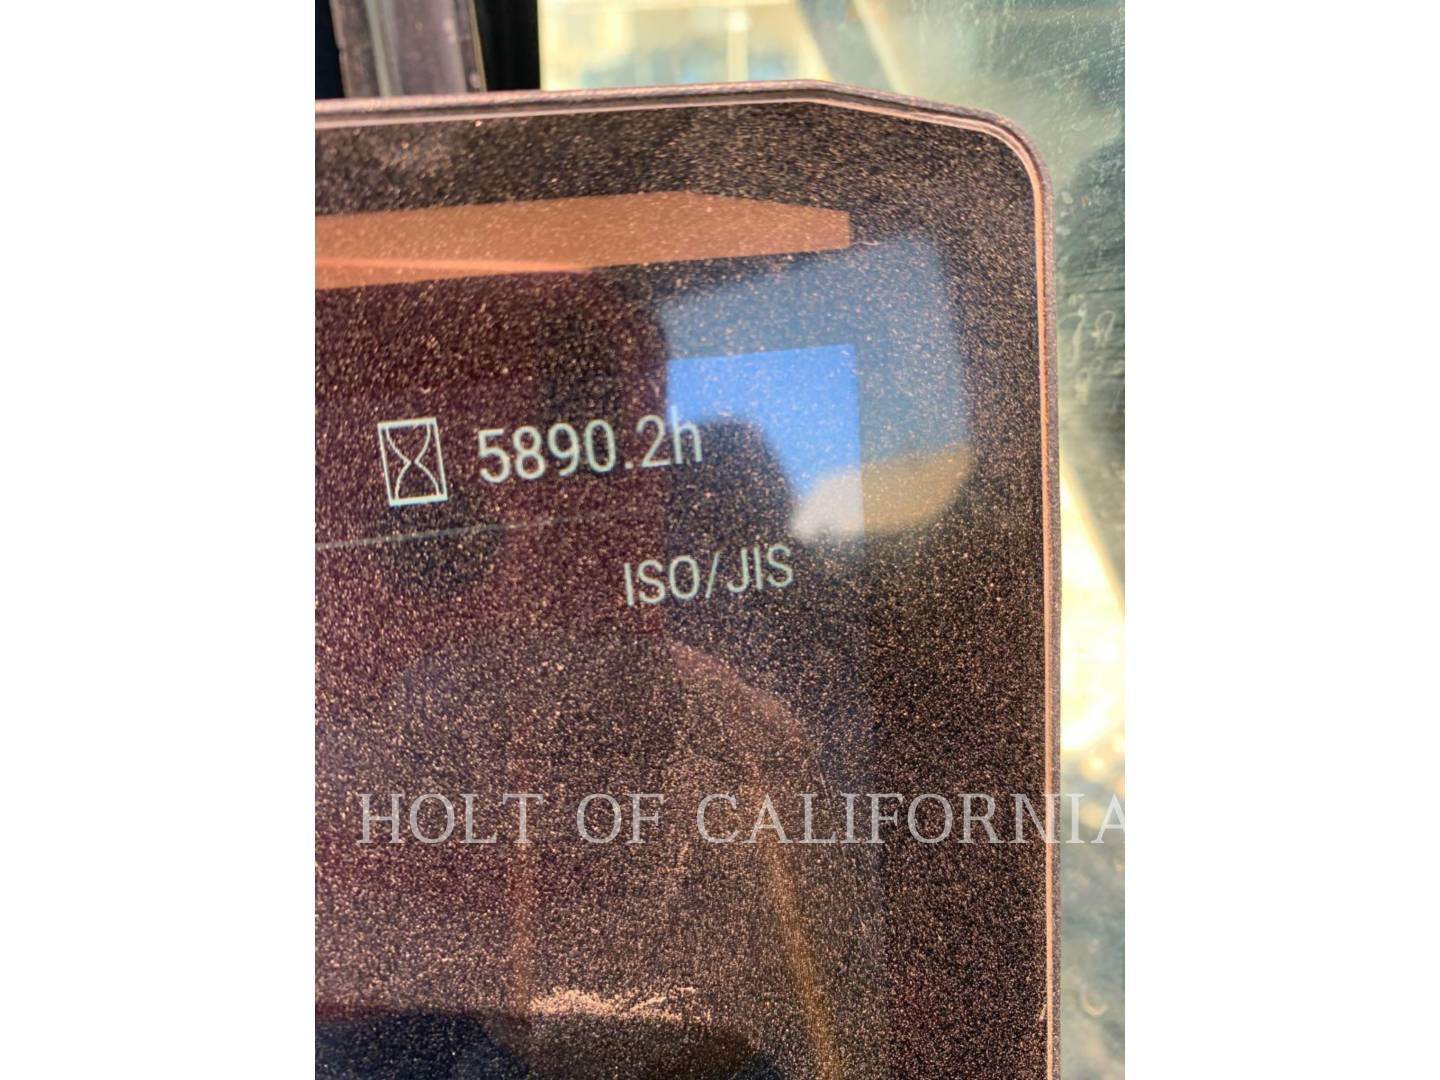 5890.2h
ISO/JIS
HOLT OF CALIFORNIA